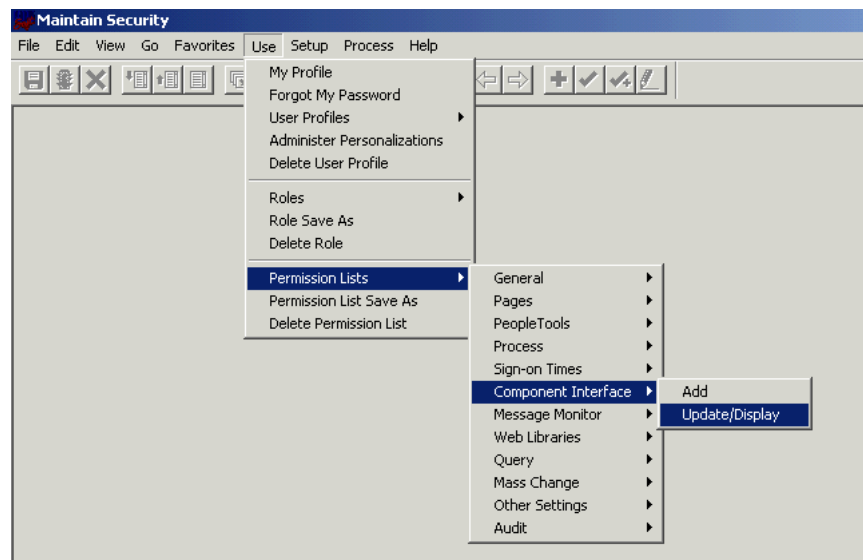 Maintain Security
File Edit View Go Favorites Use Setup Process Help
My Profile
Forgot My Password
User Profiles
Administer Personalizations
Delete User Profile
Roles
Role Save As
Delete Role
Permission Lists
Permission List Save As
Delete Permission List
General
Pages
PeopleTools
Process
Sign-on Times
Component Interface
Message Monitor
Web Libraries
Query
Mass Change
Other Settings
Audit
Add
Update/Display